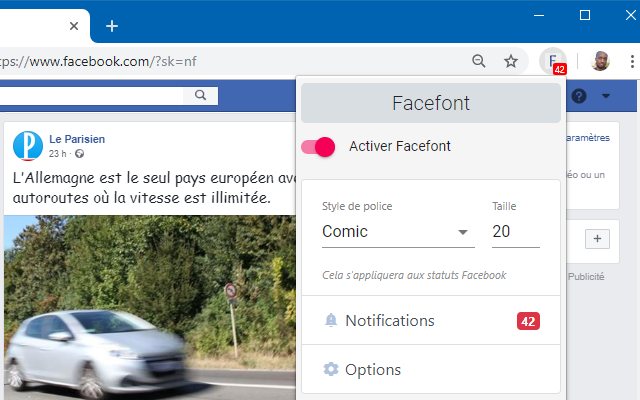 tps://www.facebook.com/?sk=nf
F
42
Facefont
Activer Facefont
Le Parisien
23 h ·
L'Allemagne est le seul pays européen ave
autoroutes où la vitesse est illimitée.
Style de police
Taille
Comic
20
Cela s'appliquera aux statuts Facebook
Notifications
42
Options
aramètres
éo ou un
+
Publicité